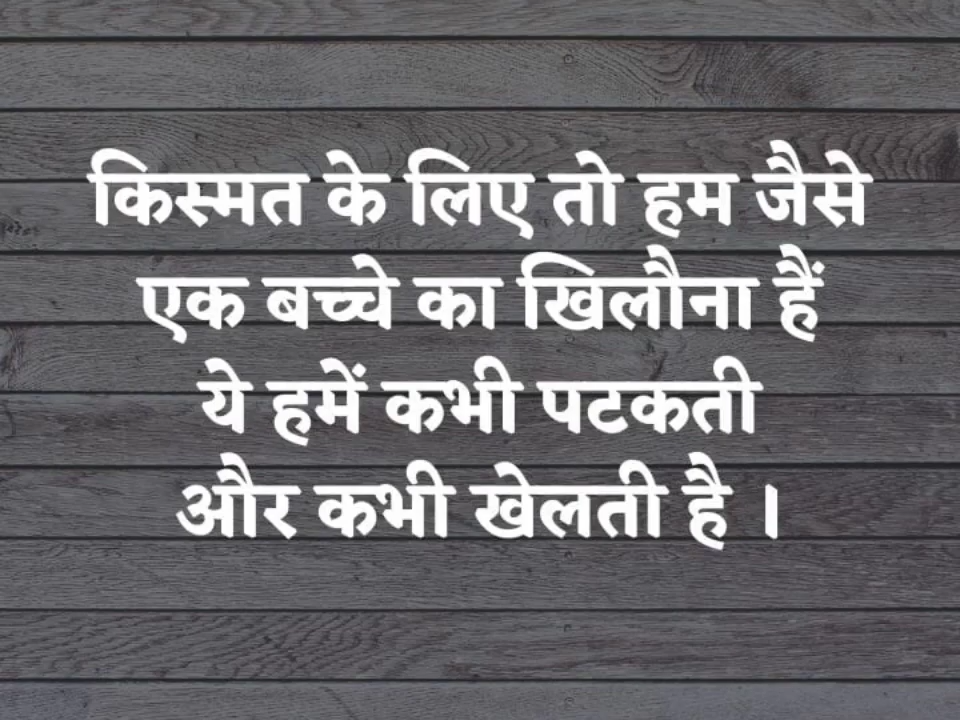 किस्मत के लिए तो हम जैसे
एक बच्चे का खिलौना हैं
ये हमें कभी पटकती
और कभी खेलती है ।